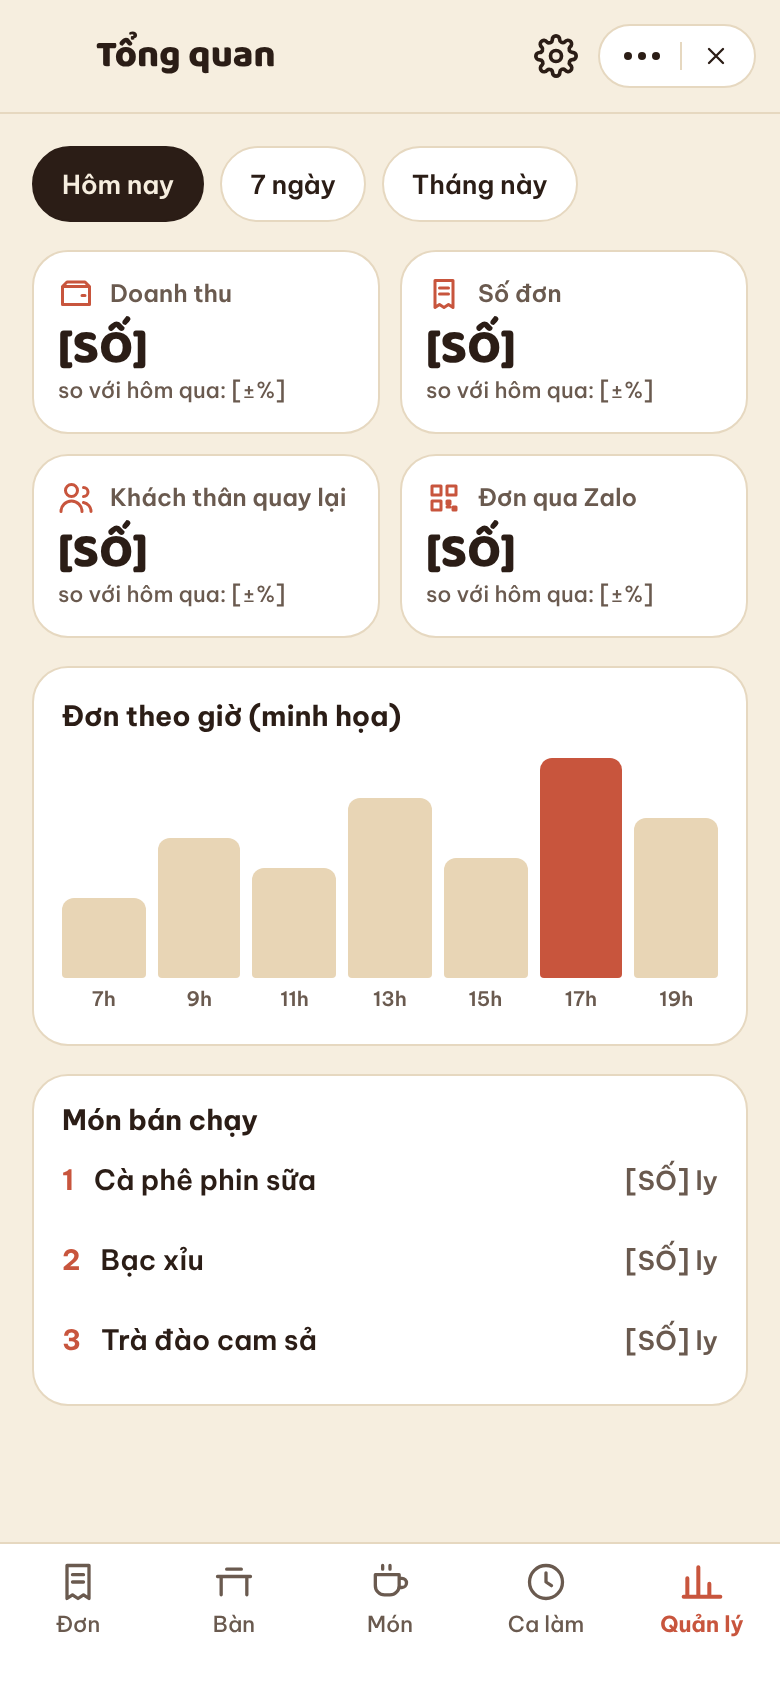 Tổng quan
Hôm nay
7 ngày
Tháng này
Doanh thu
[SỐ]
so với hôm qua: [±%]
Số đơn
[SỐ]
so với hôm qua: [±%]
Khách thân quay lại
[SỐ]
so với hôm qua: [±%]
Đơn qua Zalo
[SỐ]
so với hôm qua: [±%]
Đơn theo giờ (minh họa)
7h 9h 11h 13h 15h 17h 19h
Món bán chạy
1 Cà phê phin sữa [SỐ] ly
2 Bạc xỉu [SỐ] ly
3 Trà đào cam sả [SỐ] ly
Đơn Bàn Món Ca làm Quản lý